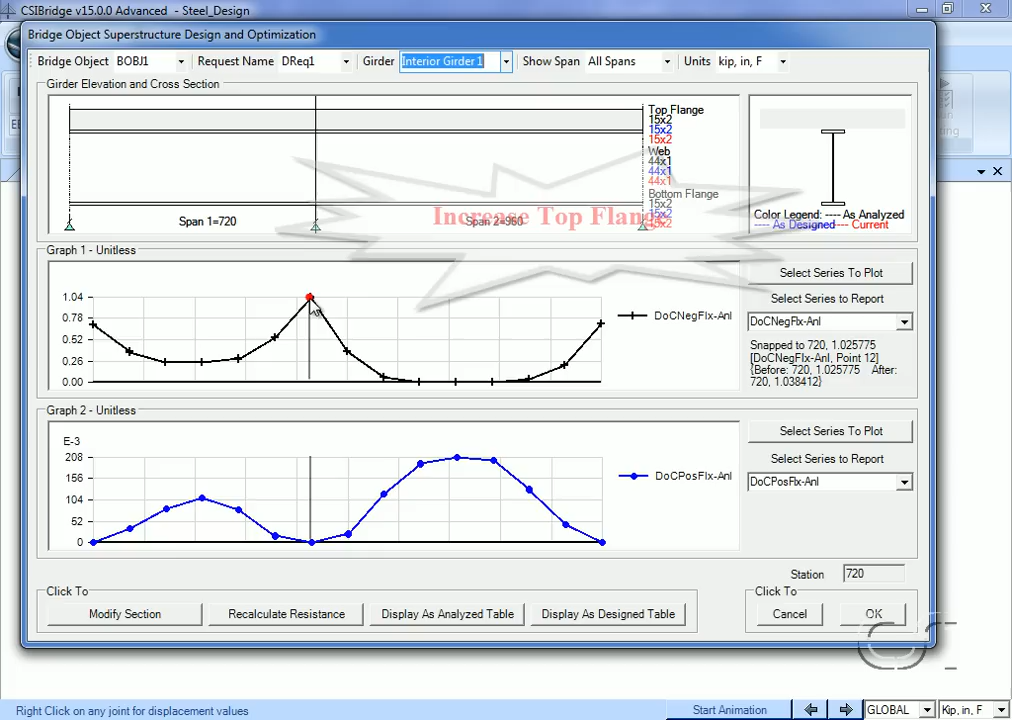 CSIBridge v15.0.0 Advanced - Steel_Design
Bridge Object Superstructure Design and Optimization
Bridge Object BOBJ1 Request Name DReq1 Girder Interior Girder 1 Show Span All Spans Units kip, in, F
Girder Elevation and Cross Section
Top Flange
15x2
15x2
15x2
Web
44x1
44x1
44x1
Bottom Flange
15x2
15x2
15x2
Span 1=720
Span 2=960
Increase Top Flange
Color Legend: ---- As Analyzed
---- As Designed ---- Current
Graph 1 - Unitless
1.04
0.78
0.52
0.26
0.00
DoCNegFlx-Anl
Select Series To Plot
Select Series to Report
DoCNegFlx-Anl
Snapped to 720, 1.025775
[DoCNegFlx-Anl, Point 12]
{Before: 720, 1.025775 After:
720, 1.038412}
Graph 2 - Unitless
E-3
208
156
104
52
0
DoCPosFlx-Anl
Select Series To Plot
Select Series to Report
DoCPosFlx-Anl
Station 720
Click To
Modify Section Recalculate Resistance Display As Analyzed Table Display As Designed Table
Click To
Cancel OK
Right Click on any joint for displacement values
Start Animation GLOBAL Kip, in, F